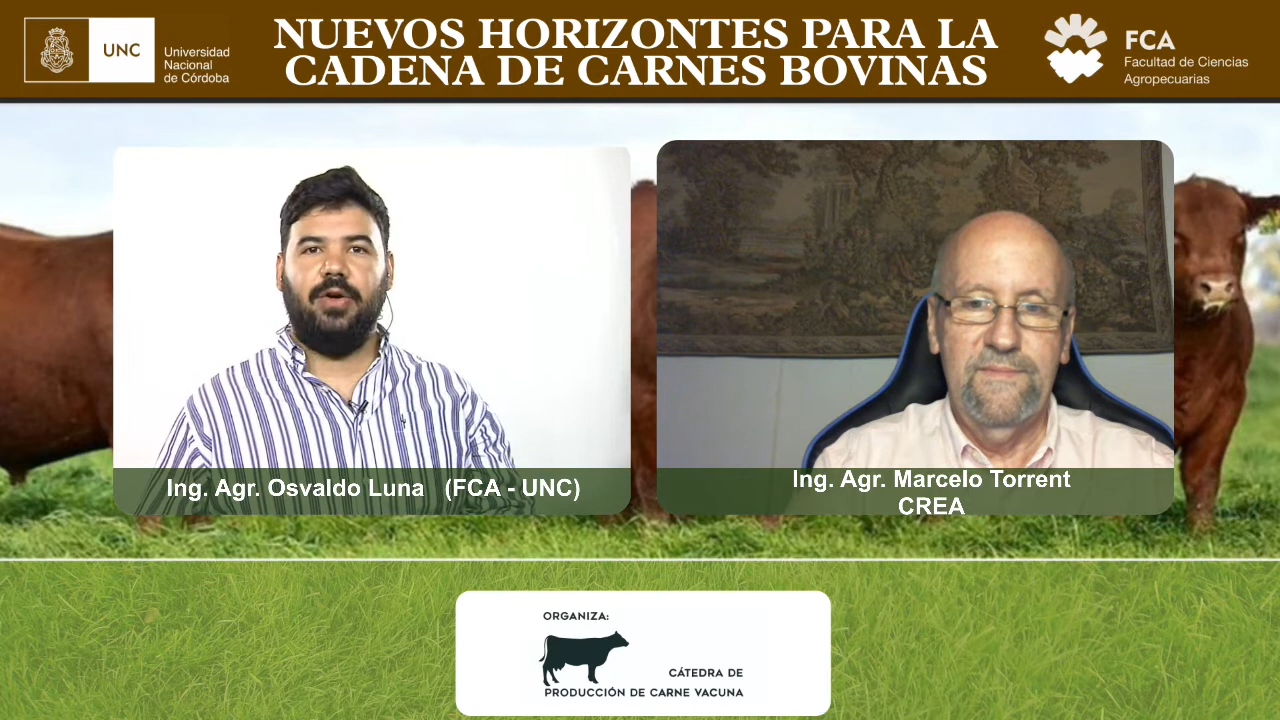 NUEVOS HORIZONTES PARA LA
CADENA DE CARNES BOVINAS
UNC
Universidad
Nacional
de Córdoba
FCA
Facultad de Ciencias
Agropecuarias
Ing. Agr. Osvaldo Luna (FCA - UNC)
Ing. Agr. Marcelo Torrent
CREA
ORGANIZA:
CÁTEDRA DE
PRODUCCIÓN DE CARNE VACUNA